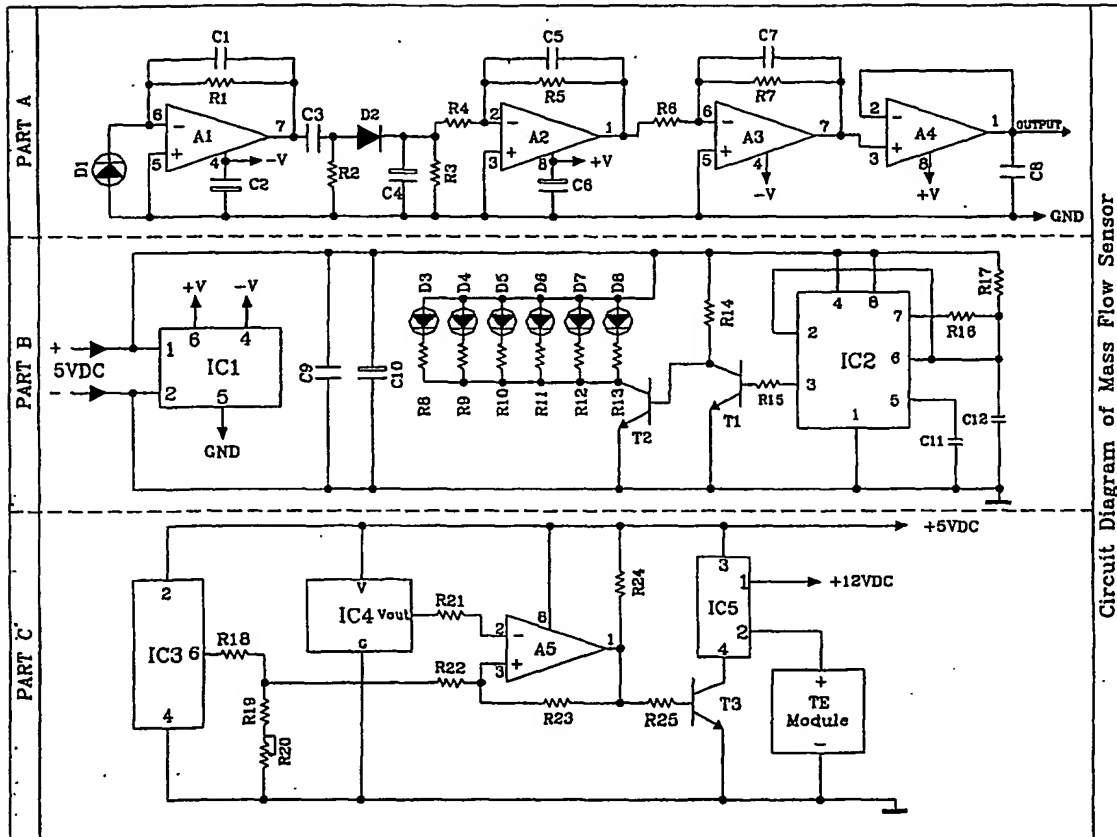 PART A
C1
R1
6
A1
7
5
4
-V
C2
D1
C3
D2
R2
C4
R3
R4
C5
R5
2
A2
1
3
8
+V
C6
R6
C7
R7
6
A3
7
5
4
-V
2
A4
1
3
8
+V
OUTPUT
C8
GND
PART B
+
5VDC
-
+V
-V
6
4
1
IC1
2
5
GND
C9
C10
D3
D4
D5
D6
D7
D8
R8
R9
R10
R11
R12
R13
T2
R14
T1
R15
4
8
2
7
IC2
6
3
5
1
R16
R17
C11
C12
PART C
+5VDC
2
IC3
6
4
R18
R19
R20
V
IC4
Vout
G
R21
R22
2
8
A5
1
3
R23
R24
R25
T3
3
1
IC5
2
4
+12VDC
+
TE
Module
-
Circuit Diagram of Mass Flow Sensor